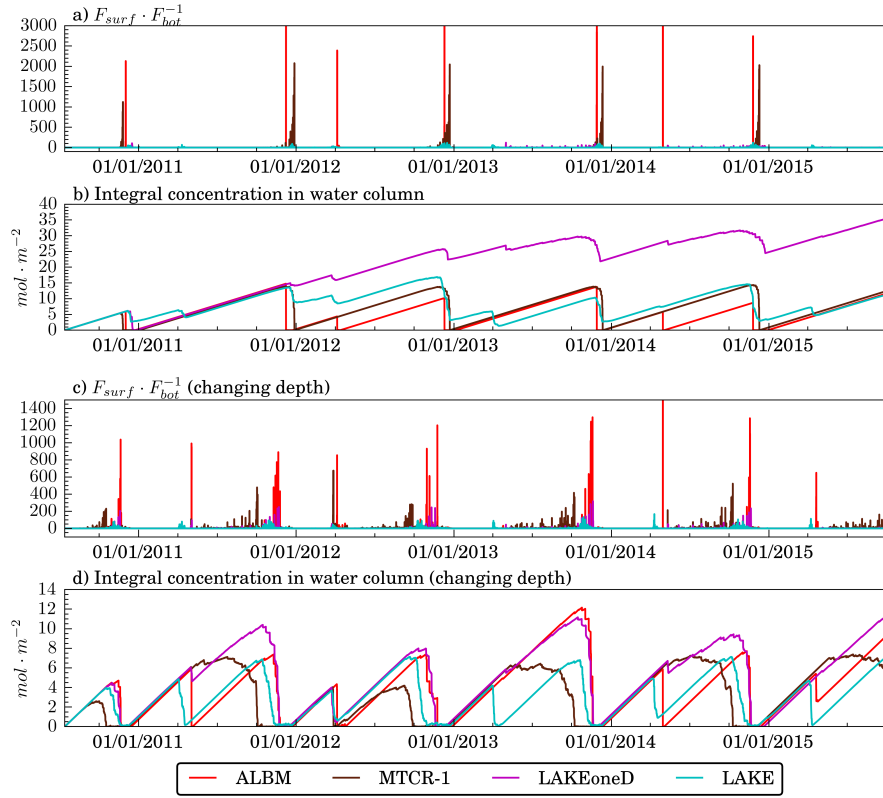 a) F_surf · F_bot^-1
3000
2500
2000
1500
1000
500
0
01/01/2011 01/01/2012 01/01/2013 01/01/2014 01/01/2015
b) Integral concentration in water column
40
35
30
25
20
15
10
5
0
mol · m^-2
01/01/2011 01/01/2012 01/01/2013 01/01/2014 01/01/2015
c) F_surf · F_bot^-1 (changing depth)
1400
1200
1000
800
600
400
200
0
01/01/2011 01/01/2012 01/01/2013 01/01/2014 01/01/2015
d) Integral concentration in water column (changing depth)
14
12
10
8
6
4
2
0
mol · m^-2
01/01/2011 01/01/2012 01/01/2013 01/01/2014 01/01/2015
ALBM MTCR-1 LAKEoneD LAKE